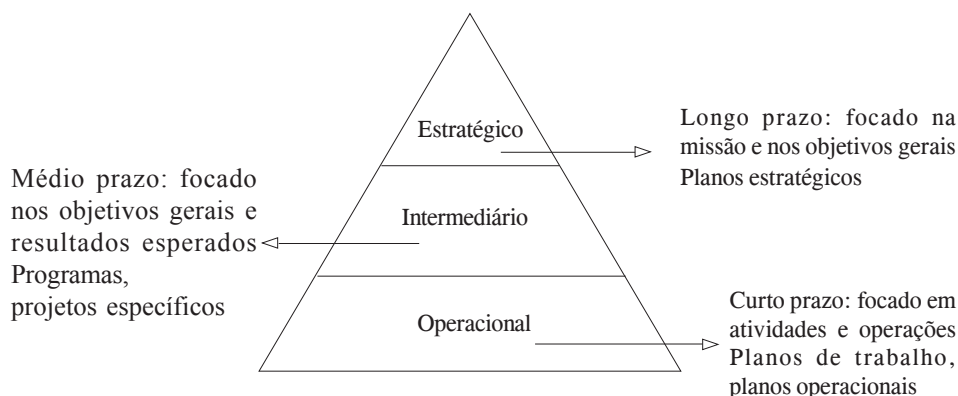 Estratégico
Longo prazo: focado na
missão e nos objetivos gerais
Planos estratégicos
Médio prazo: focado
nos objetivos gerais e
resultados esperados
Programas,
projetos específicos
Intermediário
Operacional
Curto prazo: focado em
atividades e operações
Planos de trabalho,
planos operacionais